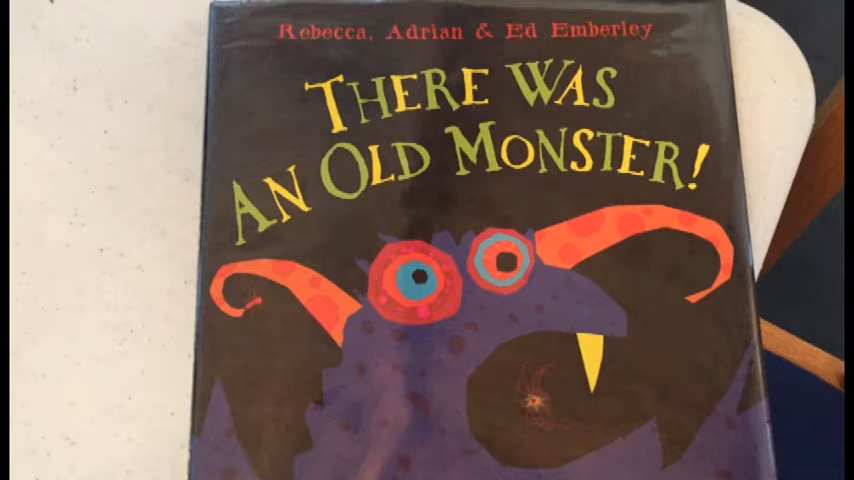 Rebecca, Adrian & Ed Emberley
THERE WAS
AN OLD MONSTER!